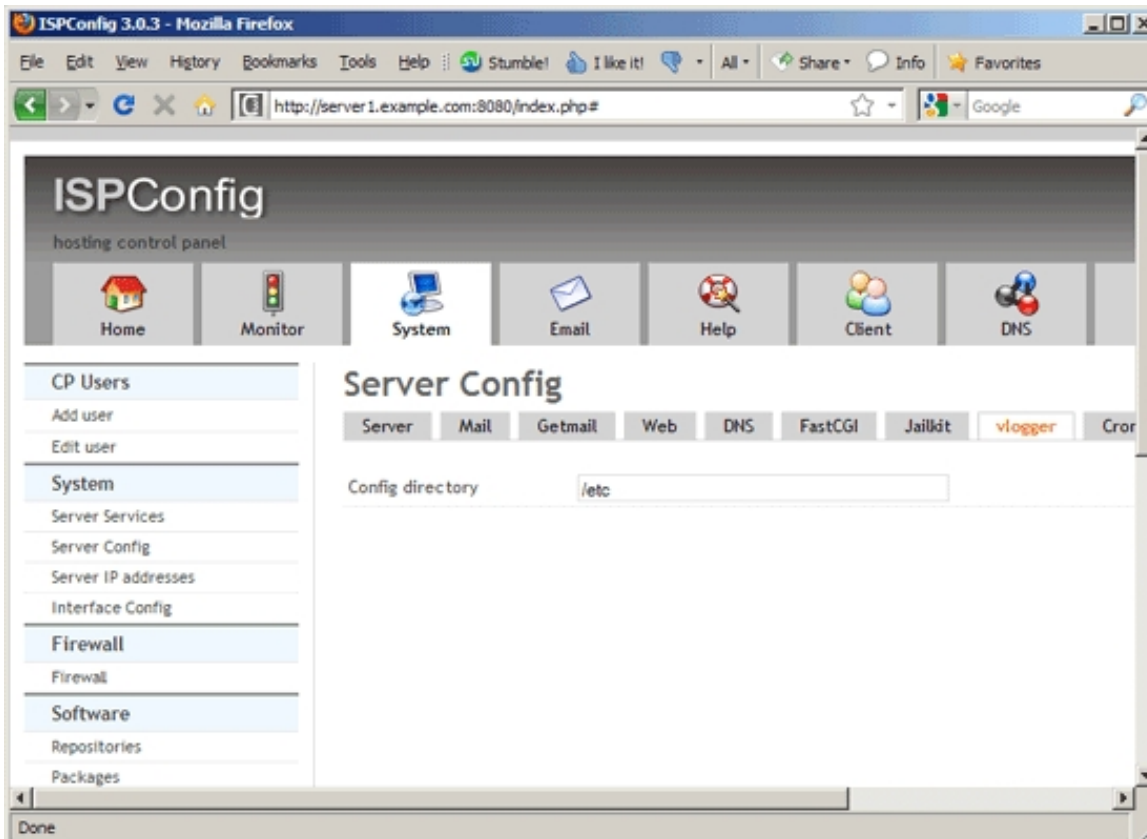 ISPConfig 3.0.3 - Mozilla Firefox
File Edit View History Bookmarks Tools Help Stumble! I like it! All Share Info Favorites
http://server1.example.com:8080/index.php# Google
ISPConfig
hosting control panel
Home Monitor System Email Help Client DNS
CP Users
Add user
Edit user
System
Server Services
Server Config
Server IP addresses
Interface Config
Firewall
Firewall
Software
Repositories
Packages
Server Config
Server Mail Getmail Web DNS FastCGI Jailkit vlogger Cron
Config directory /etc
Done